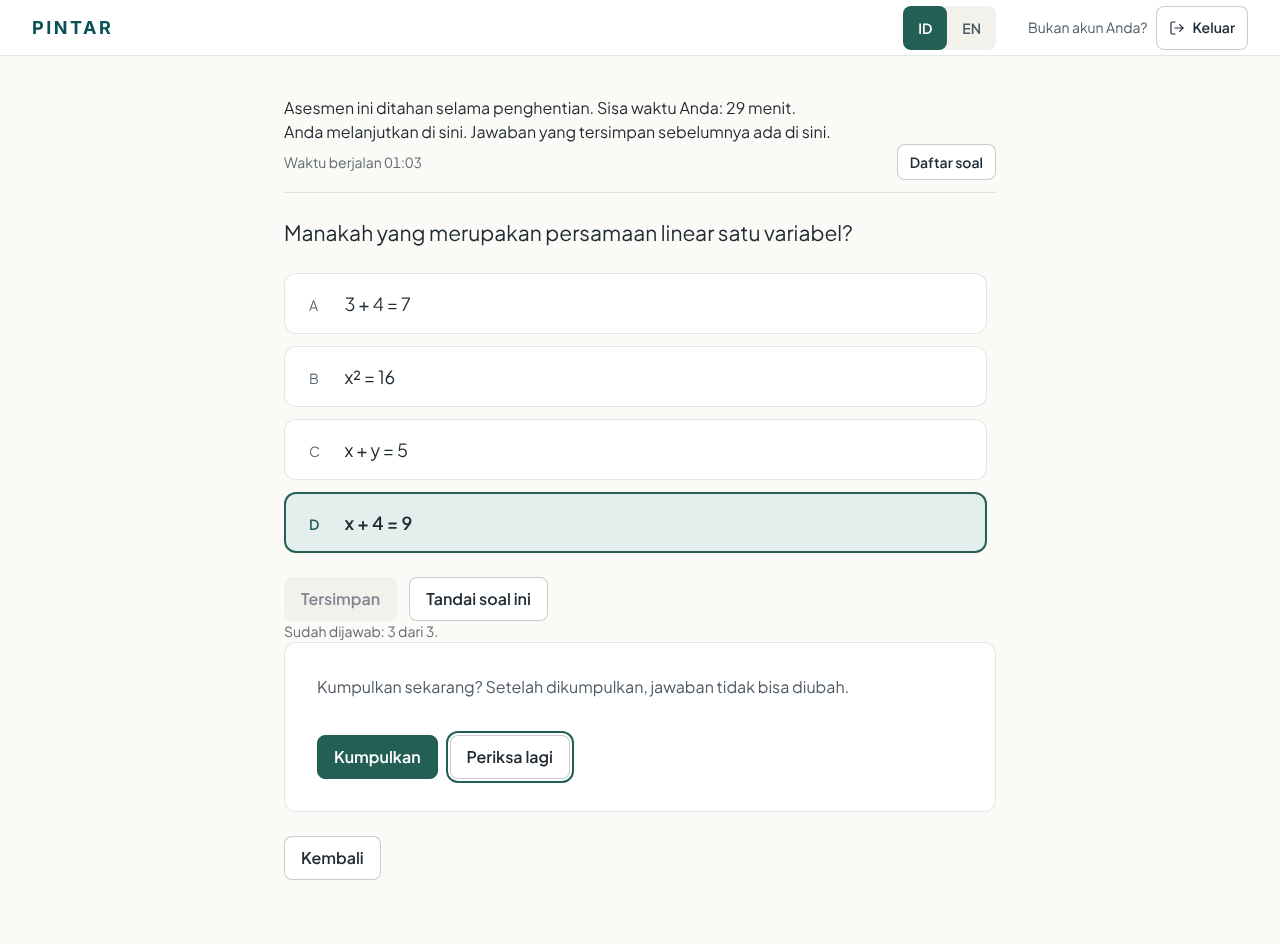 PINTAR
ID
EN
Bukan akun Anda?
Keluar
Asesmen ini ditahan selama penghentian. Sisa waktu Anda: 29 menit.
Anda melanjutkan di sini. Jawaban yang tersimpan sebelumnya ada di sini.
Waktu berjalan 01:03
Daftar soal
Manakah yang merupakan persamaan linear satu variabel?
A 3 + 4 = 7
B x² = 16
C x + y = 5
D x + 4 = 9
Tersimpan
Tandai soal ini
Sudah dijawab: 3 dari 3.
Kumpulkan sekarang? Setelah dikumpulkan, jawaban tidak bisa diubah.
Kumpulkan
Periksa lagi
Kembali